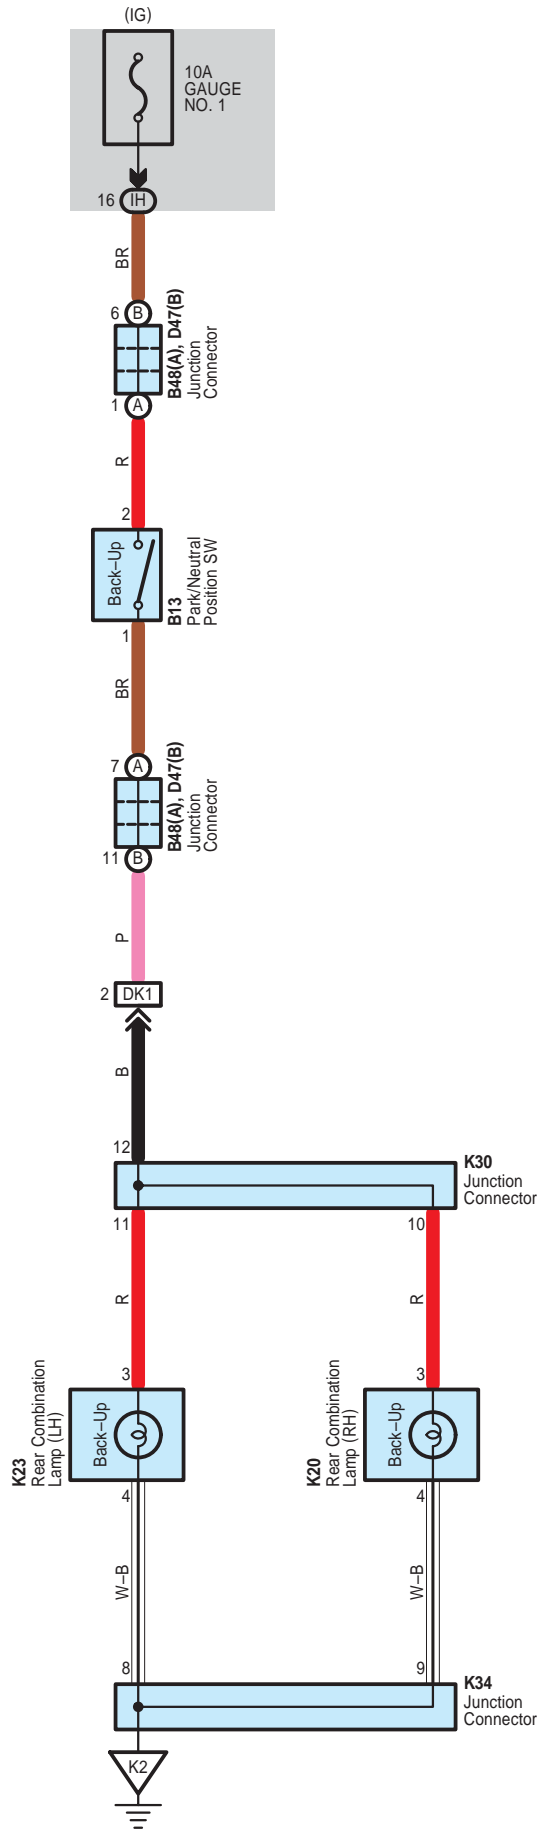 (IG)
10A
GAUGE
NO. 1
16 IH
BR
6 B
B48(A), D47(B)
Junction
Connector
1 A
R
2
Back–Up
B13
Park/Neutral
Position SW
1
BR
7 A
B48(A), D47(B)
Junction
Connector
11 B
P
2 DK1
B
12
K30
Junction
Connector
11 10
R R
3 3
K23
Rear Combination
Lamp (LH)
Back–Up
K20
Rear Combination
Lamp (RH)
Back–Up
4 4
W–B W–B
8 9
K34
Junction
Connector
K2